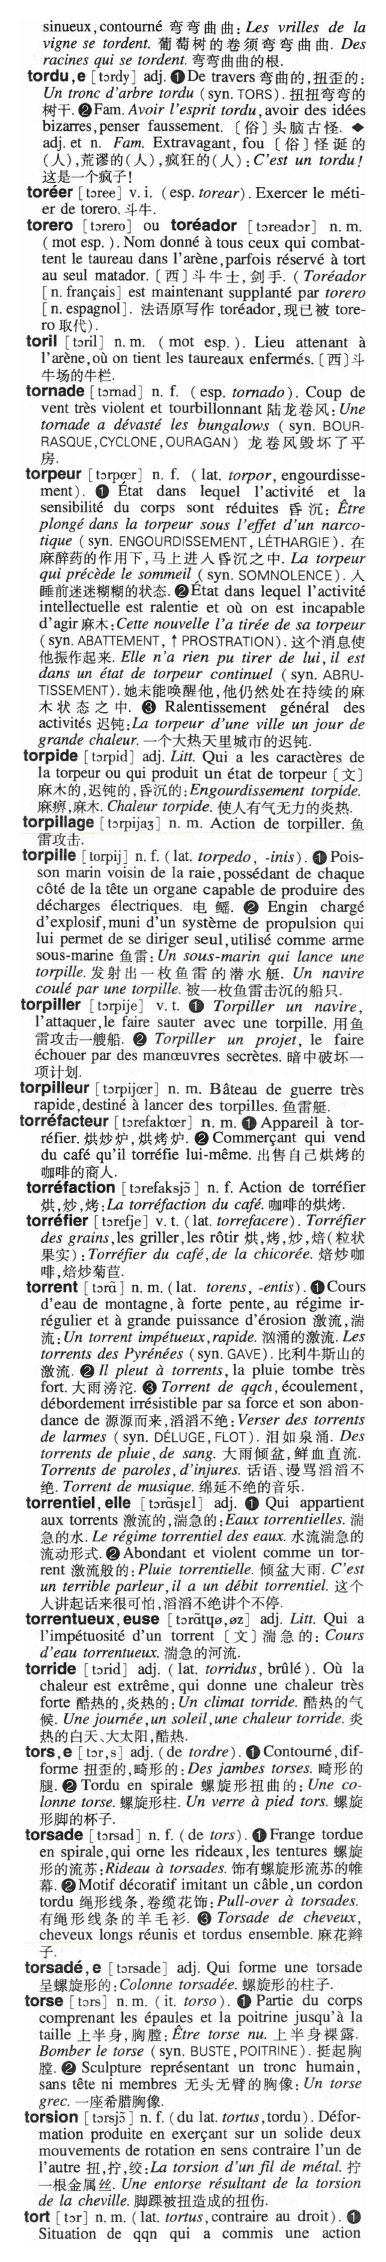 sinueux, contourné 弯弯曲曲: Les vrilles de la
vigne se tordent. 葡萄树的卷须弯弯曲曲. Des
racines qui se tordent. 弯弯曲曲的根.
tordu, e [tɔrdy] adj. ❶De travers 弯曲的,扭歪的:
Un tronc d'arbre tordu (syn. TORS). 扭扭弯弯的
树干. ❷Fam. Avoir l'esprit tordu, avoir des idées
bizarres, penser faussement. 〔俗〕头脑古怪. ◆
adj. et n. Fam. Extravagant, fou 〔俗〕怪诞的
(人),荒谬的(人),疯狂的(人): C'est un tordu!
这是一个疯子!
toréer [tɔree] v. i. (esp. torear). Exercer le méti-
er de torero. 斗牛.
torero [tɔrero] ou toréador [tɔreadɔr] n. m.
(mot esp.). Nom donné à tous ceux qui combat-
tent le taureau dans l'arène, parfois réservé à tort
au seul matador. 〔西〕斗牛士,剑手. (Toréador
[n. français] est maintenant supplanté par torero
[n. espagnol]. 法语原写作 toréador,现已被 tore-
ro 取代).
toril [tɔril] n. m. (mot esp.). Lieu attenant à
l'arène, où on tient les taureaux enfermés. 〔西〕斗
牛场的牛栏.
tornade [tɔrnad] n. f. (esp. tornado). Coup de
vent très violent et tourbillonnant 陆龙卷风: Une
tornade a dévasté les bungalows (syn. BOUR-
RASQUE, CYCLONE, OURAGAN) 龙卷风毁坏了平
房.
torpeur [tɔrpœr] n. f. (lat. torpor, engourdisse-
ment). ❶ État dans lequel l'activité et la
sensibilité du corps sont réduites 昏沉: Être
plongé dans la torpeur sous l'effet d'un narco-
tique (syn. ENGOURDISSEMENT, LÉTHARGIE). 在
麻醉药的作用下,马上进入昏沉之中. La torpeur
qui précède le sommeil (syn. SOMNOLENCE). 人
睡前迷迷糊糊的状态. ❷État dans lequel l'activité
intellectuelle est ralentie et où on est incapable
d'agir 麻木: Cette nouvelle l'a tirée de sa torpeur
(syn. ABATTEMENT, ↑ PROSTRATION). 这个消息使
他振作起来. Elle n'a rien pu tirer de lui, il est
dans un état de torpeur continuel (syn. ABRU-
TISSEMENT). 她未能唤醒他,他仍然处在持续的麻
木状态之中. ❸ Ralentissement général des
activités 迟钝: La torpeur d'une ville un jour de
grande chaleur. 一个大热天里城市的迟钝.
torpide [tɔrpid] adj. Litt. Qui a les caractères de
la torpeur ou qui produit un état de torpeur 〔文〕
麻木的,迟钝的,昏沉的: Engourdissement torpide.
麻痹,麻木. Chaleur torpide. 使人有气无力的炎热.
torpillage [tɔrpijaʒ] n. m. Action de torpiller. 鱼
雷攻击.
torpille [tɔrpij] n. f. (lat. torpedo, -inis). ❶Pois-
son marin voisin de la raie, possédant de chaque
côté de la tête un organe capable de produire des
décharges électriques. 电鳐. ❷ Engin chargé
d'explosif, muni d'un système de propulsion qui
lui permet de se diriger seul, utilisé comme arme
sous-marine 鱼雷: Un sous-marin qui lance une
torpille. 发射出一枚鱼雷的潜水艇. Un navire
coulé par une torpille. 被一枚鱼雷击沉的船只.
torpiller [tɔrpije] v. t. ❶ Torpiller un navire,
l'attaquer, le faire sauter avec une torpille. 用鱼
雷攻击一艘船. ❷ Torpiller un projet, le faire
échouer par des manœuvres secrètes. 暗中破坏一
项计划.
torpilleur [tɔrpijœr] n. m. Bâteau de guerre très
rapide, destiné à lancer des torpilles. 鱼雷艇.
torréfacteur [tɔrefaktœr] n. m. ❶Appareil à tor-
réfier. 烘炒炉,烘烤炉. ❷Commerçant qui vend
du café qu'il torréfie lui-même. 出售自己烘烤的
咖啡的商人.
torréfaction [tɔrefaksjɔ̃] n. f. Action de torréfier
烘,炒,烤: La torréfaction du café. 咖啡的烘烤.
torréfier [tɔrefje] v. t. (lat. torrefacere). Torréfier
des grains, les griller, les rôtir 烘,烤,炒,焙(粒状
果实): Torréfier du café, de la chicorée. 焙炒咖
啡,焙炒菊苣.
torrent [tɔrɑ̃] n. m. (lat. torens, -entis). ❶Cours
d'eau de montagne, à forte pente, au régime ir-
régulier et à grande puissance d'érosion 激流,湍
流: Un torrent impétueux, rapide. 汹涌的激流. Les
torrents des Pyrénées (syn. GAVE). 比利牛斯山的
激流. ❷Il pleut à torrents, la pluie tombe très
fort. 大雨滂沱. ❸ Torrent de qqch, écoulement,
débordement irrésistible par sa force et son abon-
dance de 源源而来,滔滔不绝: Verser des torrents
de larmes (syn. DÉLUGE, FLOT). 泪如泉涌. Des
torrents de pluie, de sang. 大雨倾盆,鲜血直流.
Torrents de paroles, d'injures. 话语、谩骂滔滔不
绝. Torrent de musique. 绵延不绝的音乐.
torrentiel, elle [tɔrɑ̃sjɛl] adj. ❶ Qui appartient
aux torrents 激流的,湍急的: Eaux torrentielles. 湍
急的水. Le régime torrentiel des eaux. 水流湍急的
流动形式. ❷Abondant et violent comme un tor-
rent 激流般的: Pluie torrentielle. 倾盆大雨. C'est
un terrible parleur, il a un débit torrentiel. 这个
人讲起话来很可怕,滔滔不绝讲个不停.
torrentueux, euse [tɔrɑ̃tɥø, øz] adj. Litt. Qui a
l'impétuosité d'un torrent 〔文〕湍急的: Cours
d'eau torrentueux. 湍急的河流.
torride [tɔrid] adj. (lat. torridus, brûlé). Où la
chaleur est extrême, qui donne une chaleur très
forte 酷热的,炎热的: Un climat torride. 酷热的气
候. Une journée, un soleil, une chaleur torride. 炎
热的白天、大太阳,酷热.
tors, e [tɔr, s] adj. (de tordre). ❶Contourné, dif-
forme 扭歪的,畸形的: Des jambes torses. 畸形的
腿. ❷ Tordu en spirale 螺旋形扭曲的: Une co-
lonne torse. 螺旋形柱. Un verre à pied tors. 螺旋
形脚的杯子.
torsade [tɔrsad] n. f. (de tors). ❶Frange tordue
en spirale, qui orne les rideaux, les tentures 螺旋
形的流苏: Rideau à torsades. 饰有螺旋形流苏的帷
幕. ❷Motif décoratif imitant un câble, un cordon
tordu 绳形线条,卷缆花饰: Pull-over à torsades.
有绳形线条的羊毛衫. ❸ Torsade de cheveux,
cheveux longs réunis et tordus ensemble. 麻花辫
子.
torsadé, e [tɔrsade] adj. Qui forme une torsade
呈螺旋形的: Colonne torsadée. 螺旋形的柱子.
torse [tɔrs] n. m. (it. torso). ❶ Partie du corps
comprenant les épaules et la poitrine jusqu'à la
taille 上半身,胸膛: Être torse nu. 上半身裸露.
Bomber le torse (syn. BUSTE, POITRINE). 挺起胸
膛. ❷ Sculpture représentant un tronc humain,
sans tête ni membres 无头无臂的胸像: Un torse
grec. 一座希腊胸像.
torsion [tɔrsjɔ̃] n. f. (du lat. tortus, tordu). Défor-
mation produite en exerçant sur un solide deux
mouvements de rotation en sens contraire l'un de
l'autre 扭,拧,绞: La torsion d'un fil de métal. 拧
一根金属丝. Une entorse résultant de la torsion
de la cheville. 脚踝被扭造成的扭伤.
tort [tɔr] n. m. (lat. tortus, contraire au droit). ❶
Situation de qqn qui a commis une action